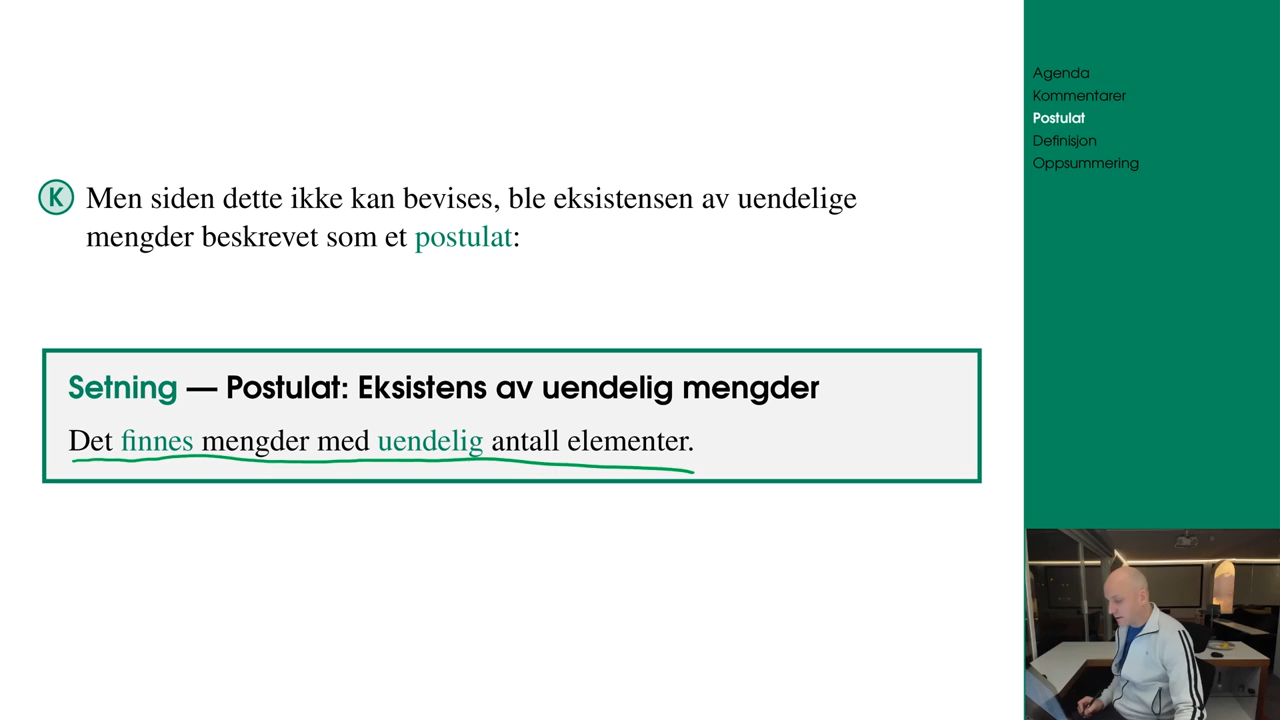 K Men siden dette ikke kan bevises, ble eksistensen av uendelige
mengder beskrevet som et postulat:
Setning — Postulat: Eksistens av uendelig mengder
Det finnes mengder med uendelig antall elementer.
Agenda
Kommentarer
Postulat
Definisjon
Oppsummering